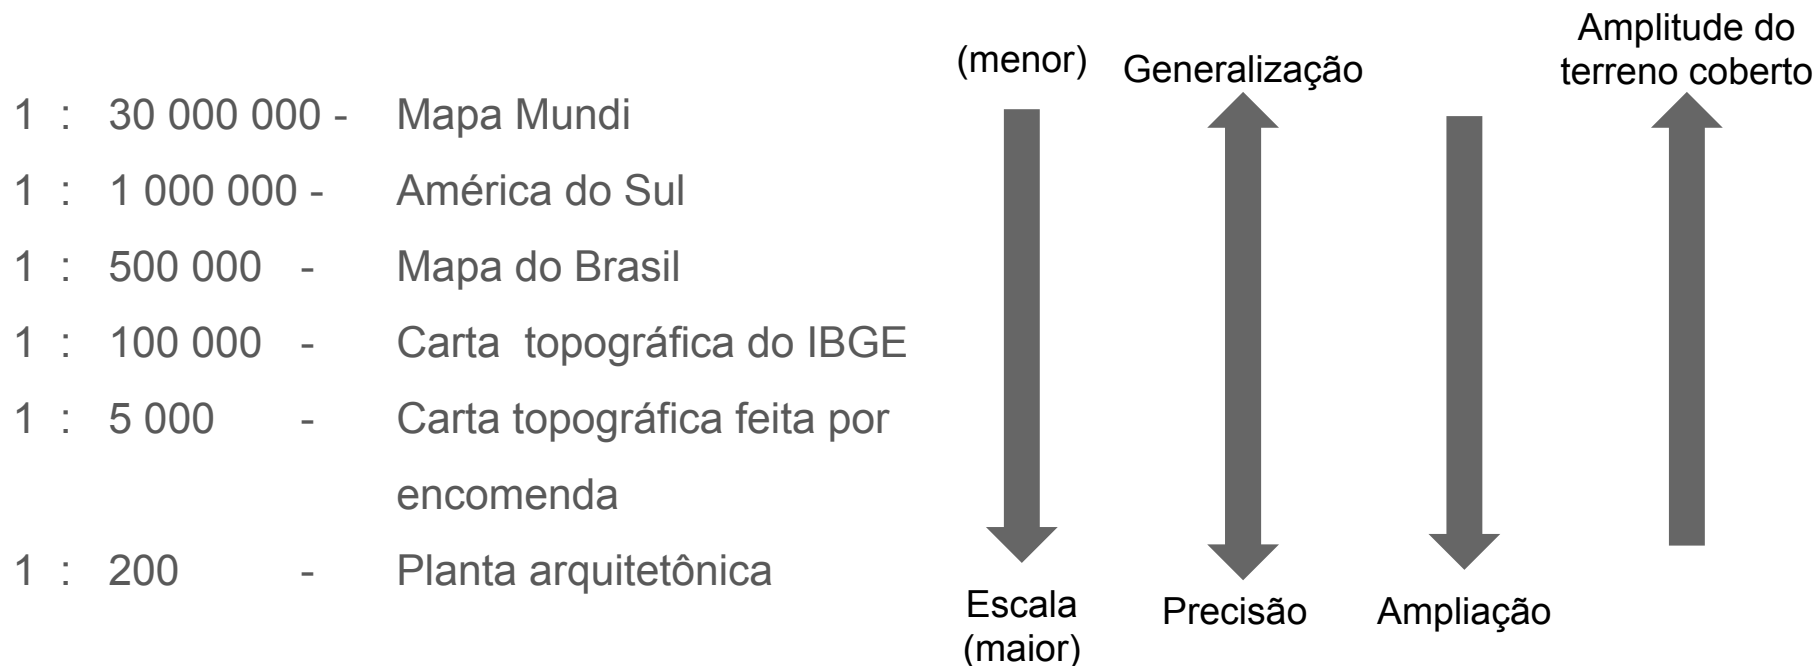 1 : 30 000 000 - Mapa Mundi
1 : 1 000 000 - América do Sul
1 : 500 000 - Mapa do Brasil
1 : 100 000 - Carta topográfica do IBGE
1 : 5 000 - Carta topográfica feita por
encomenda
1 : 200 - Planta arquitetônica
(menor)
Escala
(maior)
Generalização
Precisão
Ampliação
Amplitude do
terreno coberto